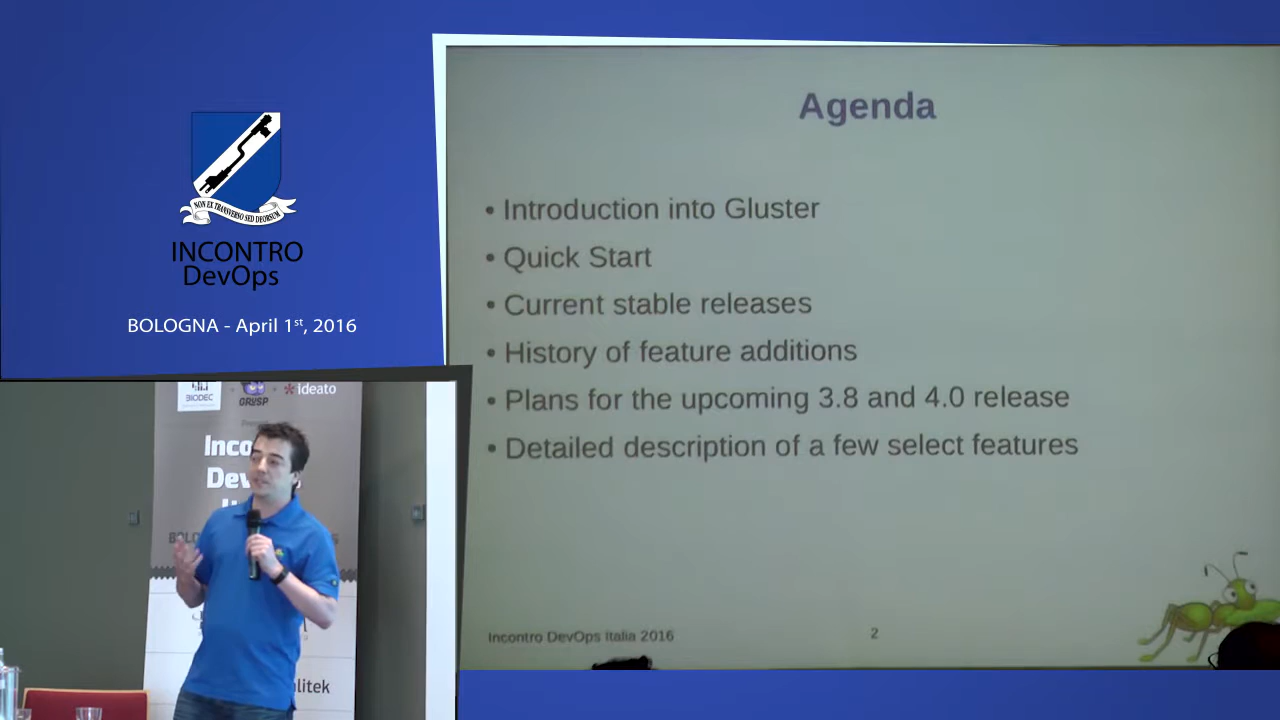 NON EX TRANSVERSO SED DEORSUM
INCONTRO
DevOps
BOLOGNA - April 1st, 2016
Agenda
• Introduction into Gluster
• Quick Start
• Current stable releases
• History of feature additions
• Plans for the upcoming 3.8 and 4.0 release
• Detailed description of a few select features
Incontro DevOps Italia 2016
2
BIODEC
GRUSP
ideato